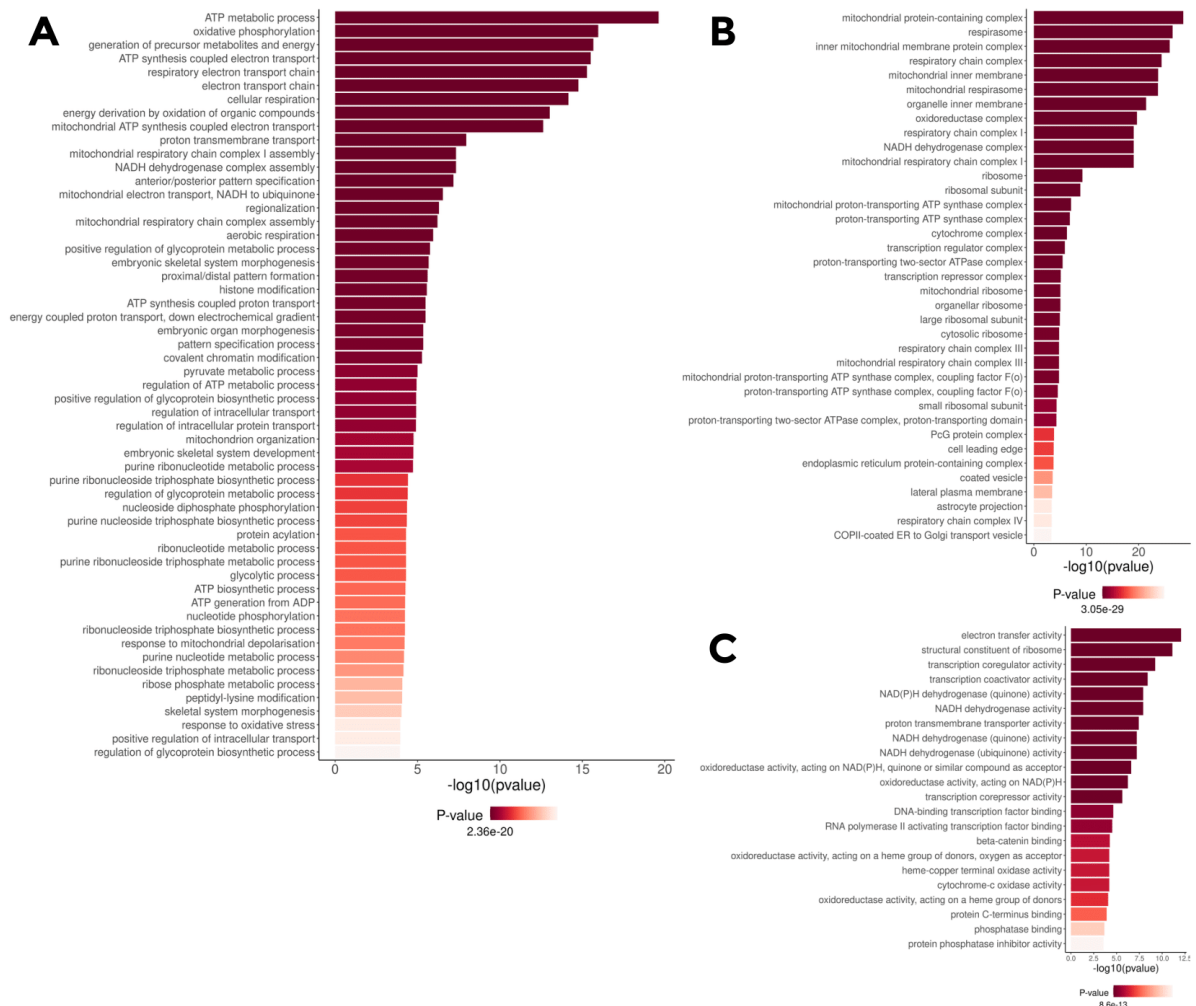 A
ATP metabolic process
oxidative phosphorylation
generation of precursor metabolites and energy
ATP synthesis coupled electron transport
respiratory electron transport chain
electron transport chain
cellular respiration
energy derivation by oxidation of organic compounds
mitochondrial ATP synthesis coupled electron transport
proton transmembrane transport
mitochondrial respiratory chain complex I assembly
NADH dehydrogenase complex assembly
anterior/posterior pattern specification
mitochondrial electron transport, NADH to ubiquinone
regionalization
mitochondrial respiratory chain complex assembly
aerobic respiration
positive regulation of glycoprotein metabolic process
embryonic skeletal system morphogenesis
proximal/distal pattern formation
histone modification
ATP synthesis coupled proton transport
energy coupled proton transport, down electrochemical gradient
embryonic organ morphogenesis
pattern specification process
covalent chromatin modification
pyruvate metabolic process
regulation of ATP metabolic process
positive regulation of glycoprotein biosynthetic process
regulation of intracellular transport
regulation of intracellular protein transport
mitochondrion organization
embryonic skeletal system development
purine ribonucleotide metabolic process
purine ribonucleoside triphosphate biosynthetic process
regulation of glycoprotein metabolic process
nucleoside diphosphate phosphorylation
purine nucleoside triphosphate biosynthetic process
protein acylation
ribonucleotide metabolic process
purine ribonucleoside triphosphate metabolic process
glycolytic process
ATP biosynthetic process
ATP generation from ADP
nucleotide phosphorylation
ribonucleoside triphosphate biosynthetic process
response to mitochondrial depolarisation
purine nucleotide metabolic process
ribonucleoside triphosphate metabolic process
ribose phosphate metabolic process
peptidyl-lysine modification
skeletal system morphogenesis
response to oxidative stress
positive regulation of intracellular transport
regulation of glycoprotein biosynthetic process
0 5 10 15 20
-log10(pvalue)
P-value
2.36e-20
B
mitochondrial protein-containing complex
respirasome
inner mitochondrial membrane protein complex
respiratory chain complex
mitochondrial inner membrane
mitochondrial respirasome
organelle inner membrane
oxidoreductase complex
respiratory chain complex I
NADH dehydrogenase complex
mitochondrial respiratory chain complex I
ribosome
ribosomal subunit
mitochondrial proton-transporting ATP synthase complex
proton-transporting ATP synthase complex
cytochrome complex
transcription regulator complex
proton-transporting two-sector ATPase complex
transcription repressor complex
mitochondrial ribosome
organellar ribosome
large ribosomal subunit
cytosolic ribosome
respiratory chain complex III
mitochondrial respiratory chain complex III
mitochondrial proton-transporting ATP synthase complex, coupling factor F(o)
proton-transporting ATP synthase complex, coupling factor F(o)
small ribosomal subunit
proton-transporting two-sector ATPase complex, proton-transporting domain
PcG protein complex
cell leading edge
endoplasmic reticulum protein-containing complex
coated vesicle
lateral plasma membrane
astrocyte projection
respiratory chain complex IV
COPII-coated ER to Golgi transport vesicle
0 10 20
-log10(pvalue)
P-value
3.05e-29
C
electron transfer activity
structural constituent of ribosome
transcription coregulator activity
transcription coactivator activity
NAD(P)H dehydrogenase (quinone) activity
NADH dehydrogenase activity
proton transmembrane transporter activity
NADH dehydrogenase (quinone) activity
NADH dehydrogenase (ubiquinone) activity
oxidoreductase activity, acting on NAD(P)H, quinone or similar compound as acceptor
oxidoreductase activity, acting on NAD(P)H
transcription corepressor activity
DNA-binding transcription factor binding
RNA polymerase II activating transcription factor binding
beta-catenin binding
oxidoreductase activity, acting on a heme group of donors, oxygen as acceptor
heme-copper terminal oxidase activity
cytochrome-c oxidase activity
oxidoreductase activity, acting on a heme group of donors
protein C-terminus binding
phosphatase binding
protein phosphatase inhibitor activity
0.0 2.5 5.0 7.5 10.0 12.5
-log10(pvalue)
P-value
8.6e-13